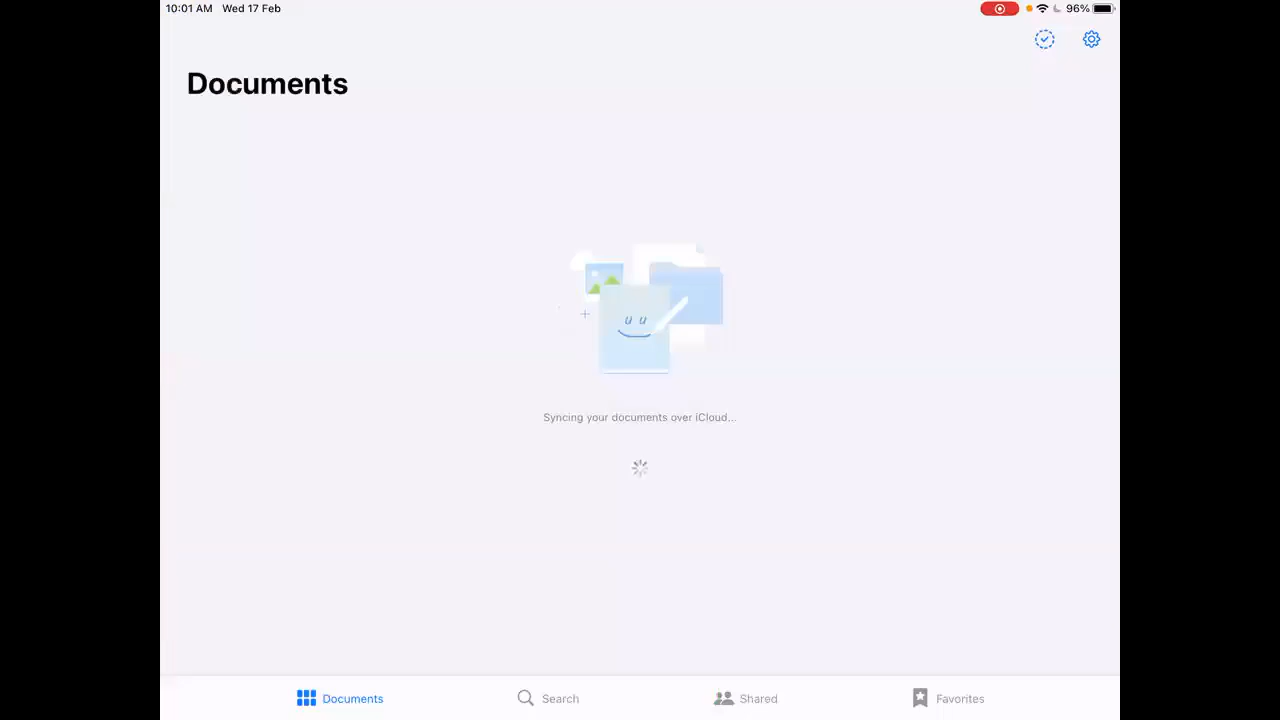 10:01 AM Wed 17 Feb 96%
Documents
Syncing your documents over iCloud...
Documents Search Shared Favorites